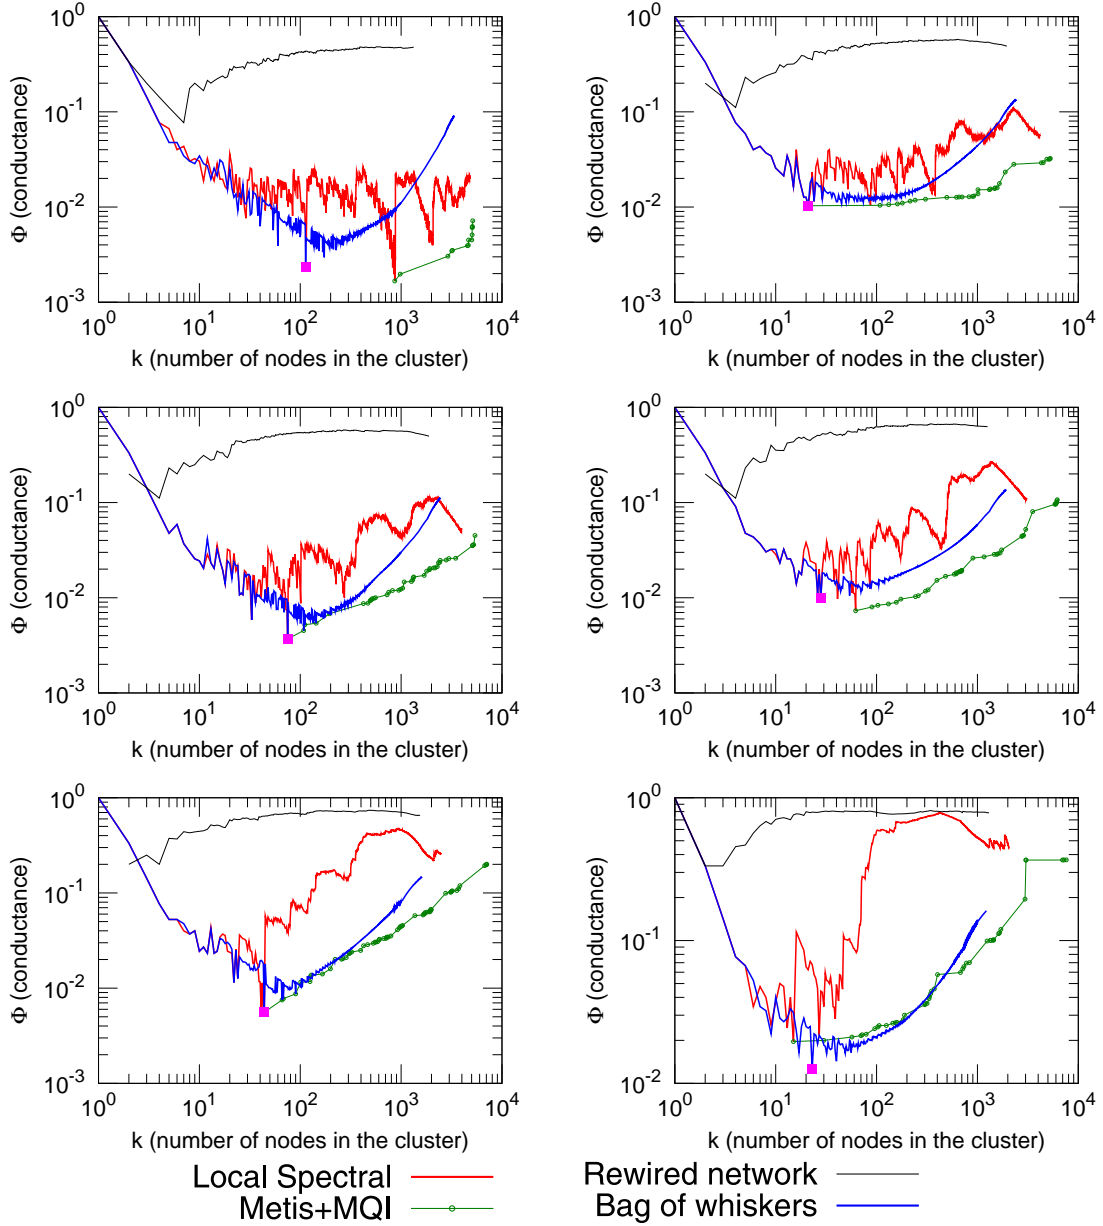 10^0
10^-1
10^-2
10^-3
Φ (conductance)
10^0 10^1 10^2 10^3 10^4
k (number of nodes in the cluster)
10^0
10^-1
10^-2
10^-3
Φ (conductance)
10^0 10^1 10^2 10^3 10^4
k (number of nodes in the cluster)
10^0
10^-1
10^-2
10^-3
Φ (conductance)
10^0 10^1 10^2 10^3 10^4
k (number of nodes in the cluster)
10^0
10^-1
10^-2
10^-3
Φ (conductance)
10^0 10^1 10^2 10^3 10^4
k (number of nodes in the cluster)
10^0
10^-1
10^-2
10^-3
Φ (conductance)
10^0 10^1 10^2 10^3 10^4
k (number of nodes in the cluster)
10^0
10^-1
10^-2
Φ (conductance)
10^0 10^1 10^2 10^3 10^4
k (number of nodes in the cluster)
Local Spectral
Metis+MQI
Rewired network
Bag of whiskers